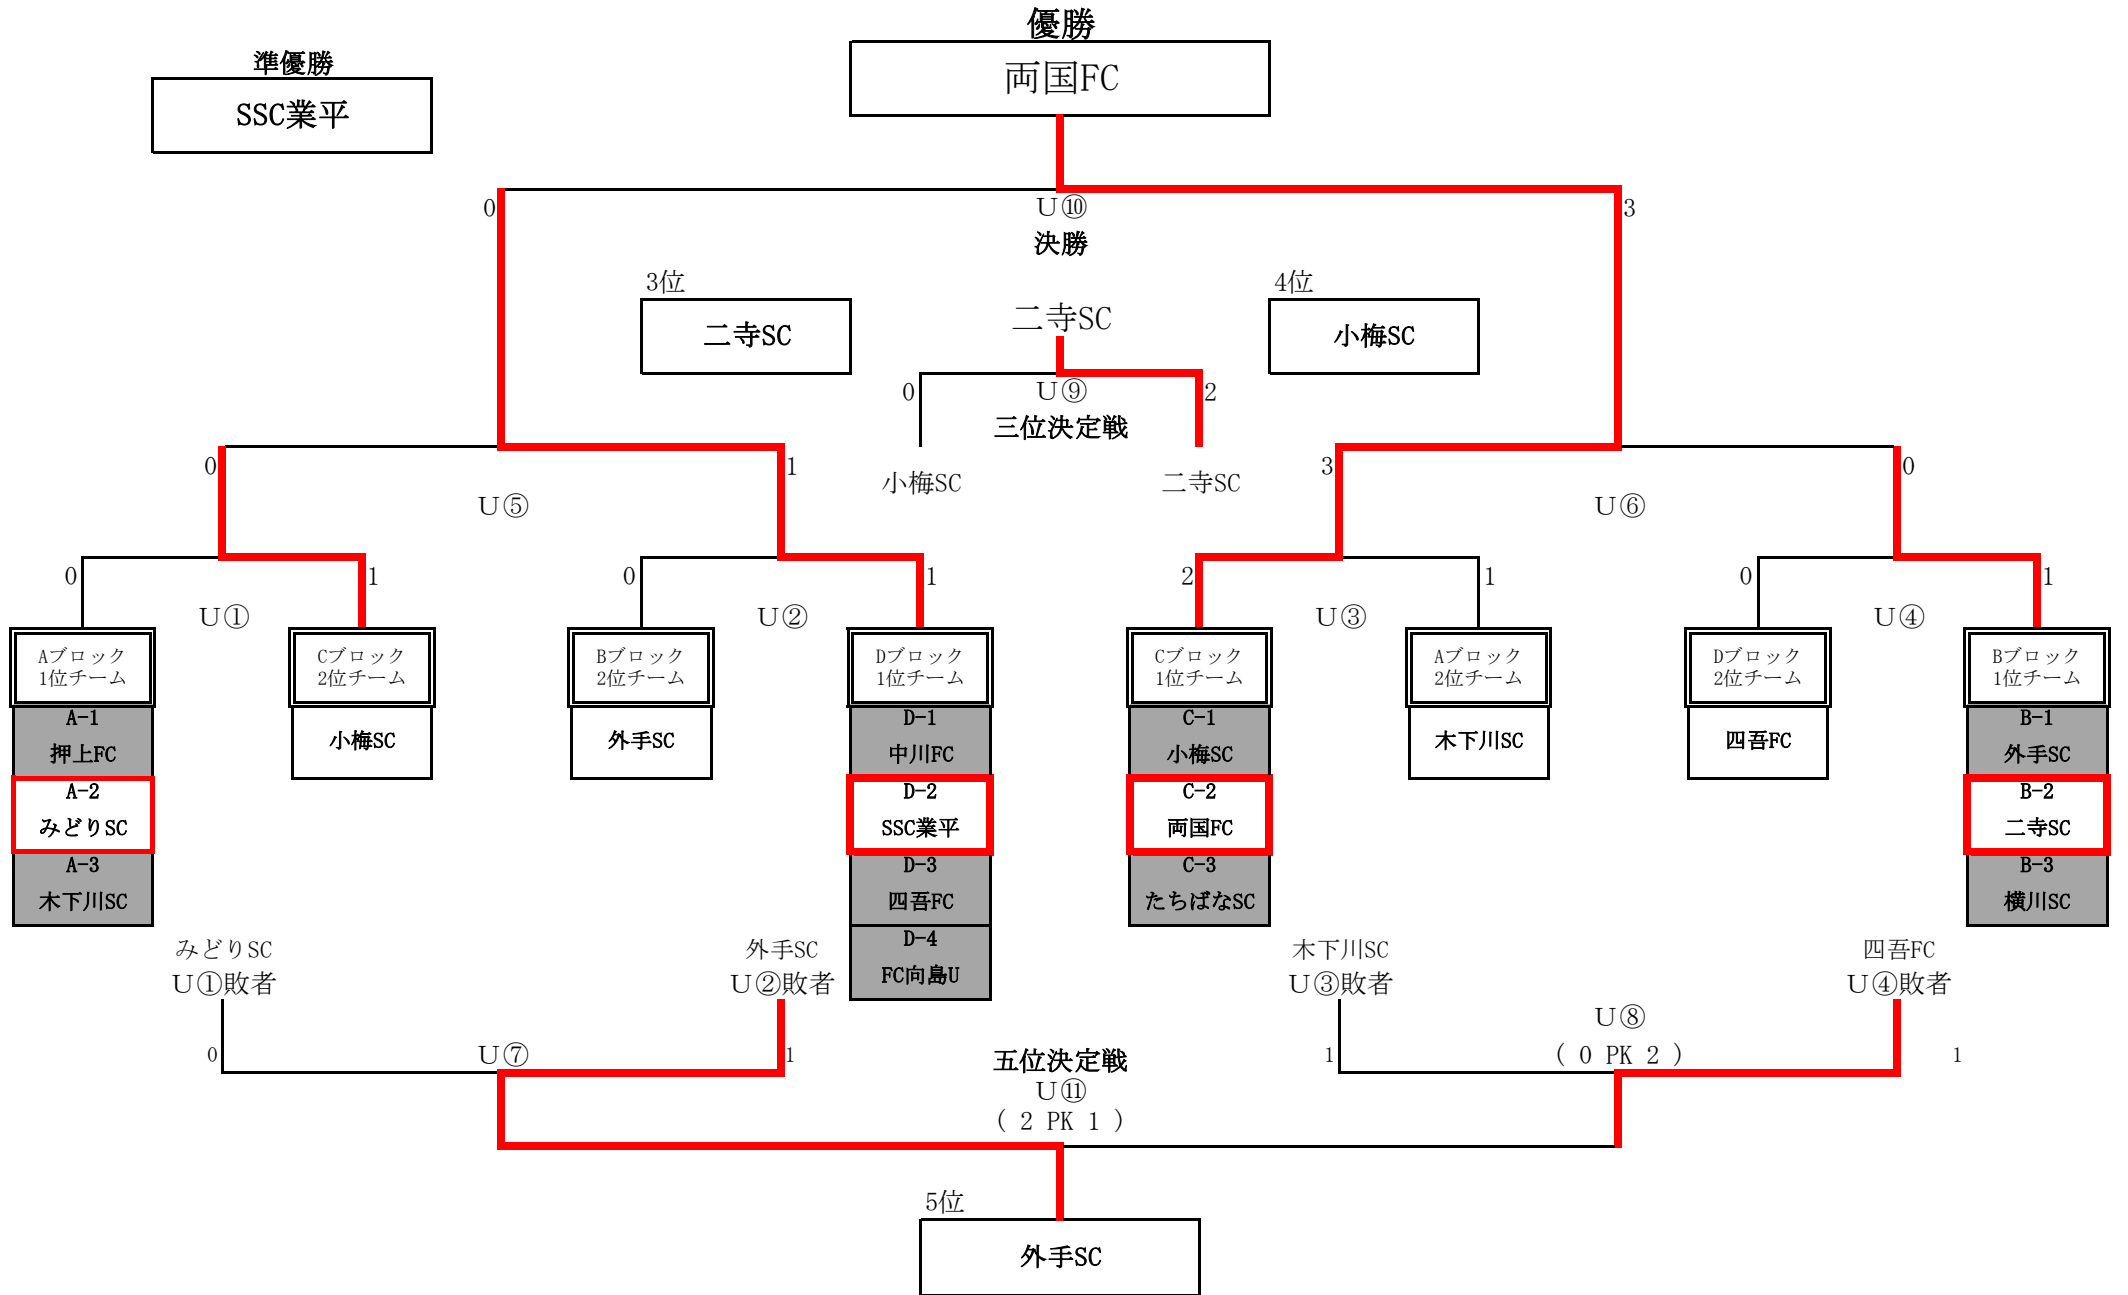 優勝
準優勝
両国FC
SSC業平
0
U⑩
3
決勝
3位
4位
二寺SC
二寺SC
小梅SC
0
U⑨
2
三位決定戦
0
1
小梅SC
二寺SC
3
0
U⑤
U⑥
0
1
0
1
2
1
0
1
U①
U②
U③
U④
Aブロック
1位チーム
Cブロック
2位チーム
Bブロック
2位チーム
Dブロック
1位チーム
Cブロック
1位チーム
Aブロック
2位チーム
Dブロック
2位チーム
Bブロック
1位チーム
A-1
押上FC
小梅SC
外手SC
D-1
中川FC
C-1
小梅SC
木下川SC
四吾FC
B-1
外手SC
A-2
みどりSC
D-2
SSC業平
C-2
両国FC
B-2
二寺SC
A-3
木下川SC
D-3
四吾FC
C-3
たちばなSC
B-3
横川SC
D-4
FC向島U
みどりSC
U①敗者
外手SC
U②敗者
木下川SC
U③敗者
四吾FC
U④敗者
0
U⑦
1
五位決定戦
U⑪
( 2 PK 1 )
1
U⑧
( 0 PK 2 )
1
5位
外手SC